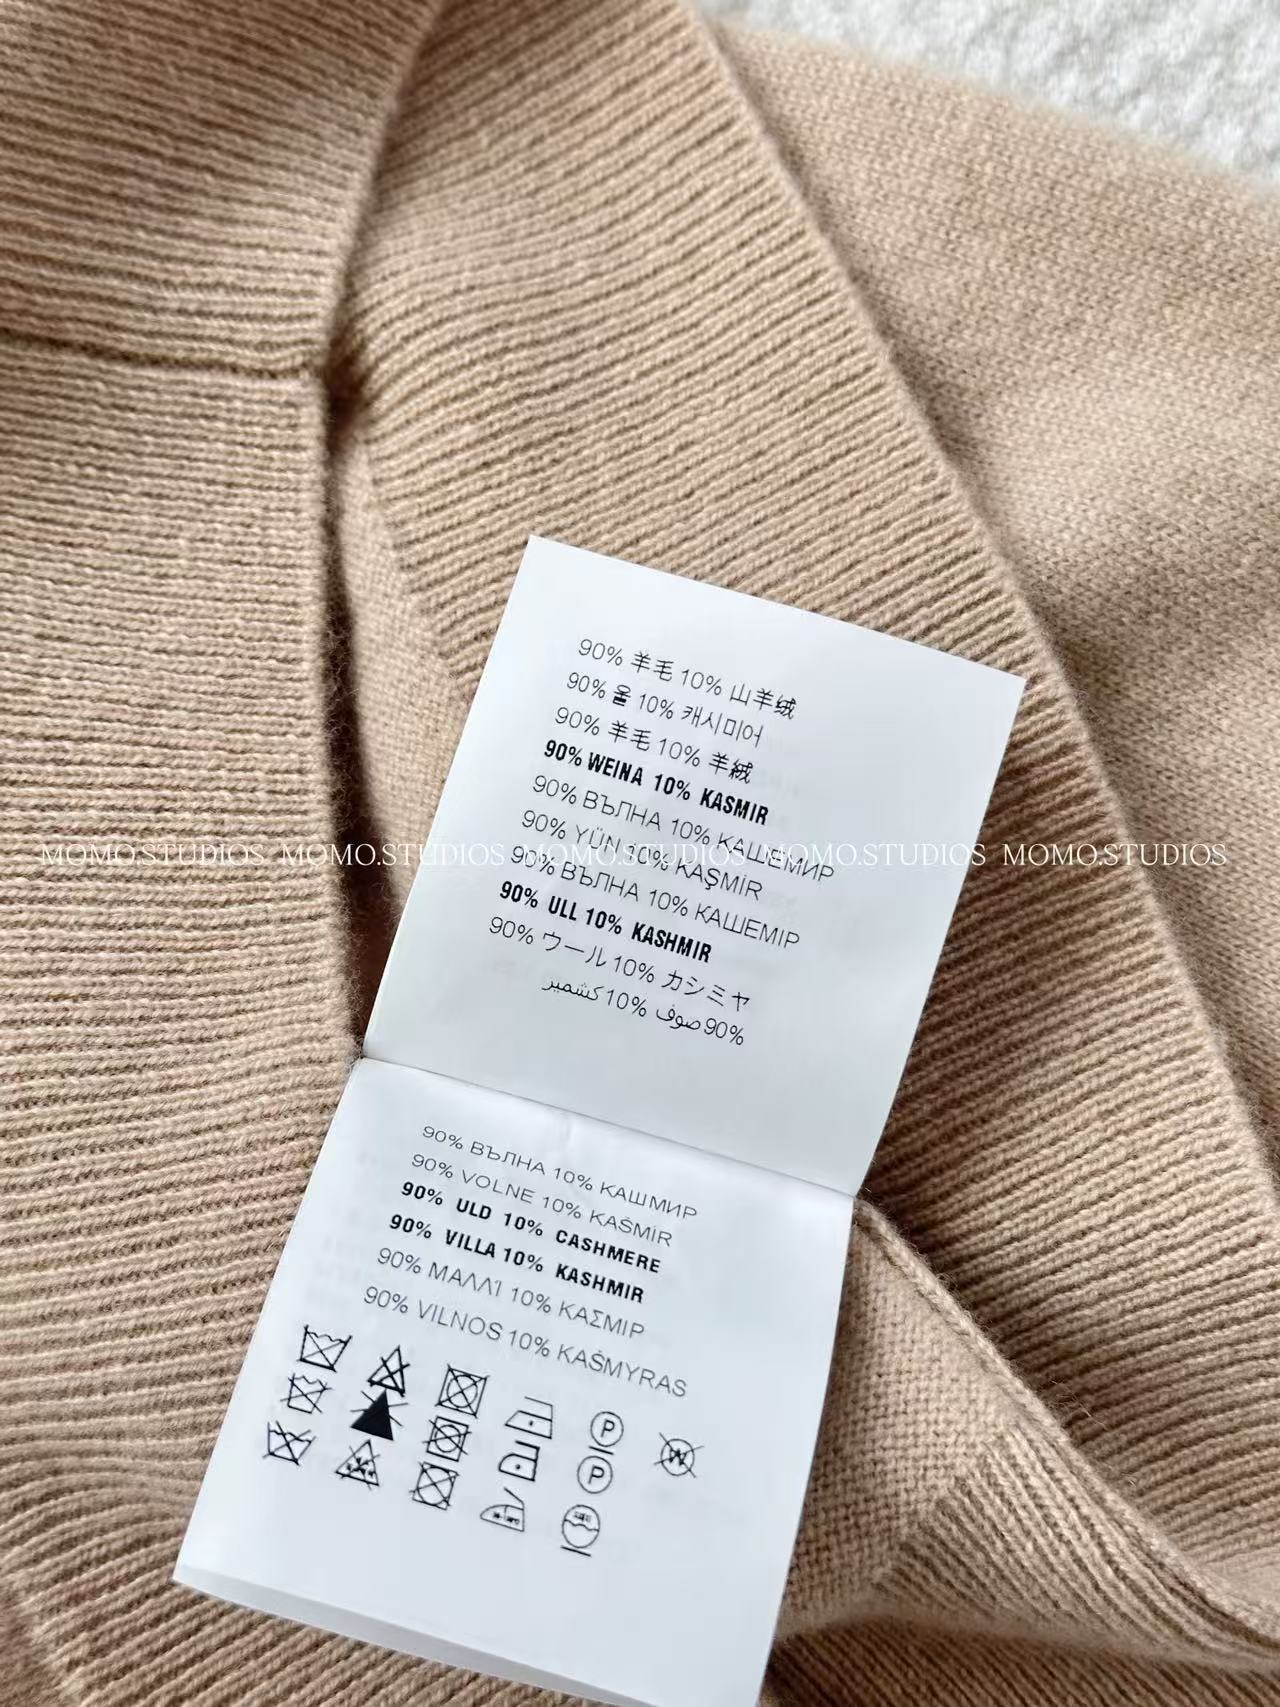 90% 羊毛 10% 山羊绒
90% 울 10% 캐시미어
90% 羊毛 10% 羊絨
90% WEINA 10% KASMIR
90% ВЪЛНА 10% КАШЕМИР
90% YÜN 10% KAŞMİR
90% ВЪЛНА 10% КАШЕМІР
90% ULL 10% KASHMIR
90% ウール 10% カシミヤ
90% صوف 10% كشمير
MOMO.STUDIOS MOMO.STUDIOS MOMO.STUDIOS MOMO.STUDIOS MOMO.STUDIOS
90% ВЪЛНА 10% КАШМИР
90% VOLNE 10% KAŠMİR
90% ULD 10% CASHMERE
90% VILLA 10% KASHMIR
90% ΜΑΛΛΊ 10% ΚΑΣΜΙΡ
90% VILNOS 10% KAŠMYRAS
P
W
P